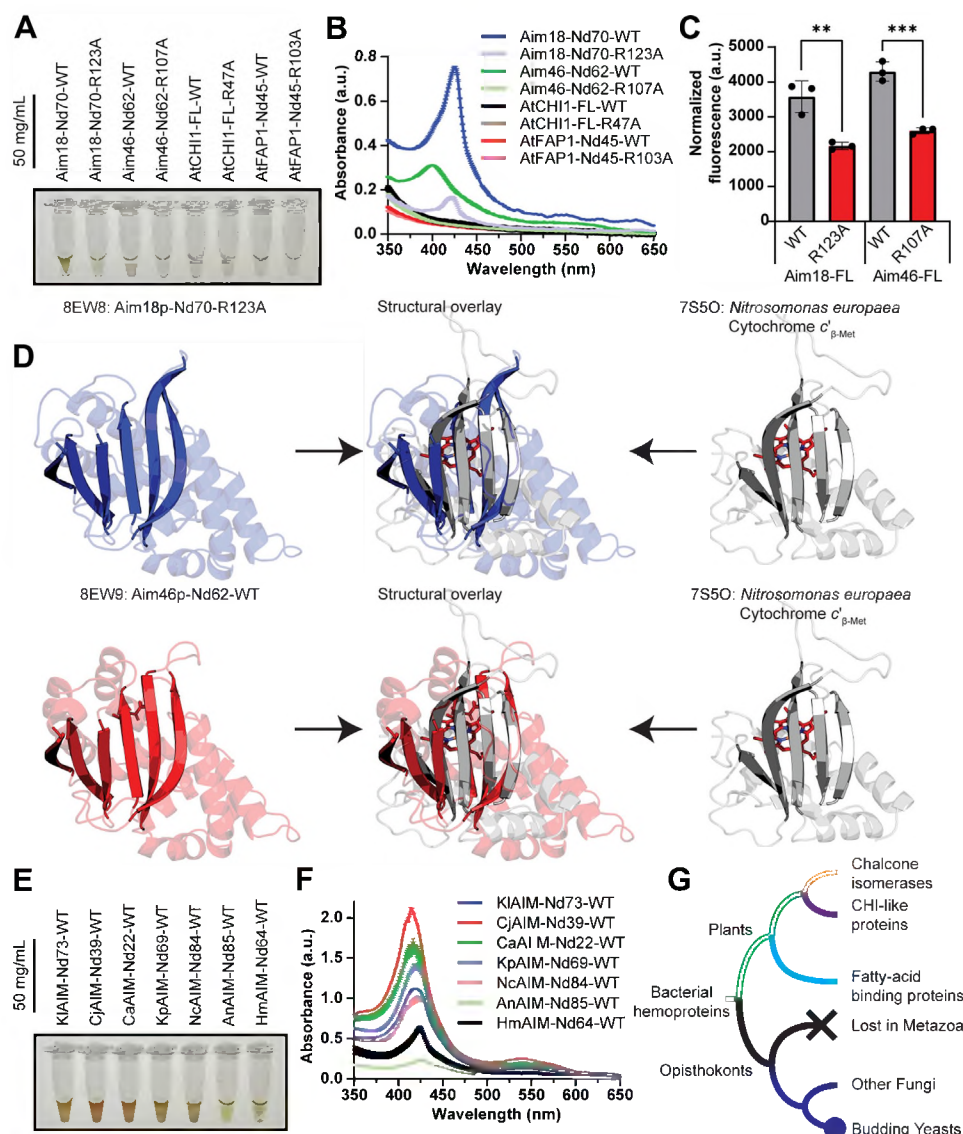 A
50 mg/mL
Aim18-Nd70-WT
Aim18-Nd70-R123A
Aim46-Nd62-WT
Aim46-Nd62-R107A
AtCHI1-FL-WT
AtCHI1-FL-R47A
AtFAP1-Nd45-WT
AtFAP1-Nd45-R103A
B
Absorbance (a.u.)
0.8
0.6
0.4
0.2
0.0
350 400 450 500 550 600 650
Wavelength (nm)
Aim18-Nd70-WT
Aim18-Nd70-R123A
Aim46-Nd62-WT
Aim46-Nd62-R107A
AtCHI1-FL-WT
AtCHI1-FL-R47A
AtFAP1-Nd45-WT
AtFAP1-Nd45-R103A
C
Normalized
fluorescence (a.u.)
5000
4000
3000
2000
1000
0
** ***
WT R123A WT R107A
Aim18-FL Aim46-FL
D
8EW8: Aim18p-Nd70-R123A
Structural overlay
7S5O: Nitrosomonas europaea
Cytochrome c'β-Met
8EW9: Aim46p-Nd62-WT
Structural overlay
7S5O: Nitrosomonas europaea
Cytochrome c'β-Met
E
50 mg/mL
KlAIM-Nd73-WT
CjAIM-Nd39-WT
CaAIM-Nd22-WT
KpAIM-Nd69-WT
NcAIM-Nd84-WT
AnAIM-Nd85-WT
HmAIM-Nd64-WT
F
Absorbance (a.u.)
2.0
1.5
1.0
0.5
0.0
350 400 450 500 550 600 650
Wavelength (nm)
KlAIM-Nd73-WT
CjAIM-Nd39-WT
CaAI M-Nd22-WT
KpAIM-Nd69-WT
NcAIM-Nd84-WT
AnAIM-Nd85-WT
HmAIM-Nd64-WT
G
Chalcone
isomerases
CHI-like
proteins
Plants
Fatty-acid
binding proteins
Bacterial
hemoproteins
Lost in Metazoa
Opisthokonts
Other Fungi
Budding Yeasts